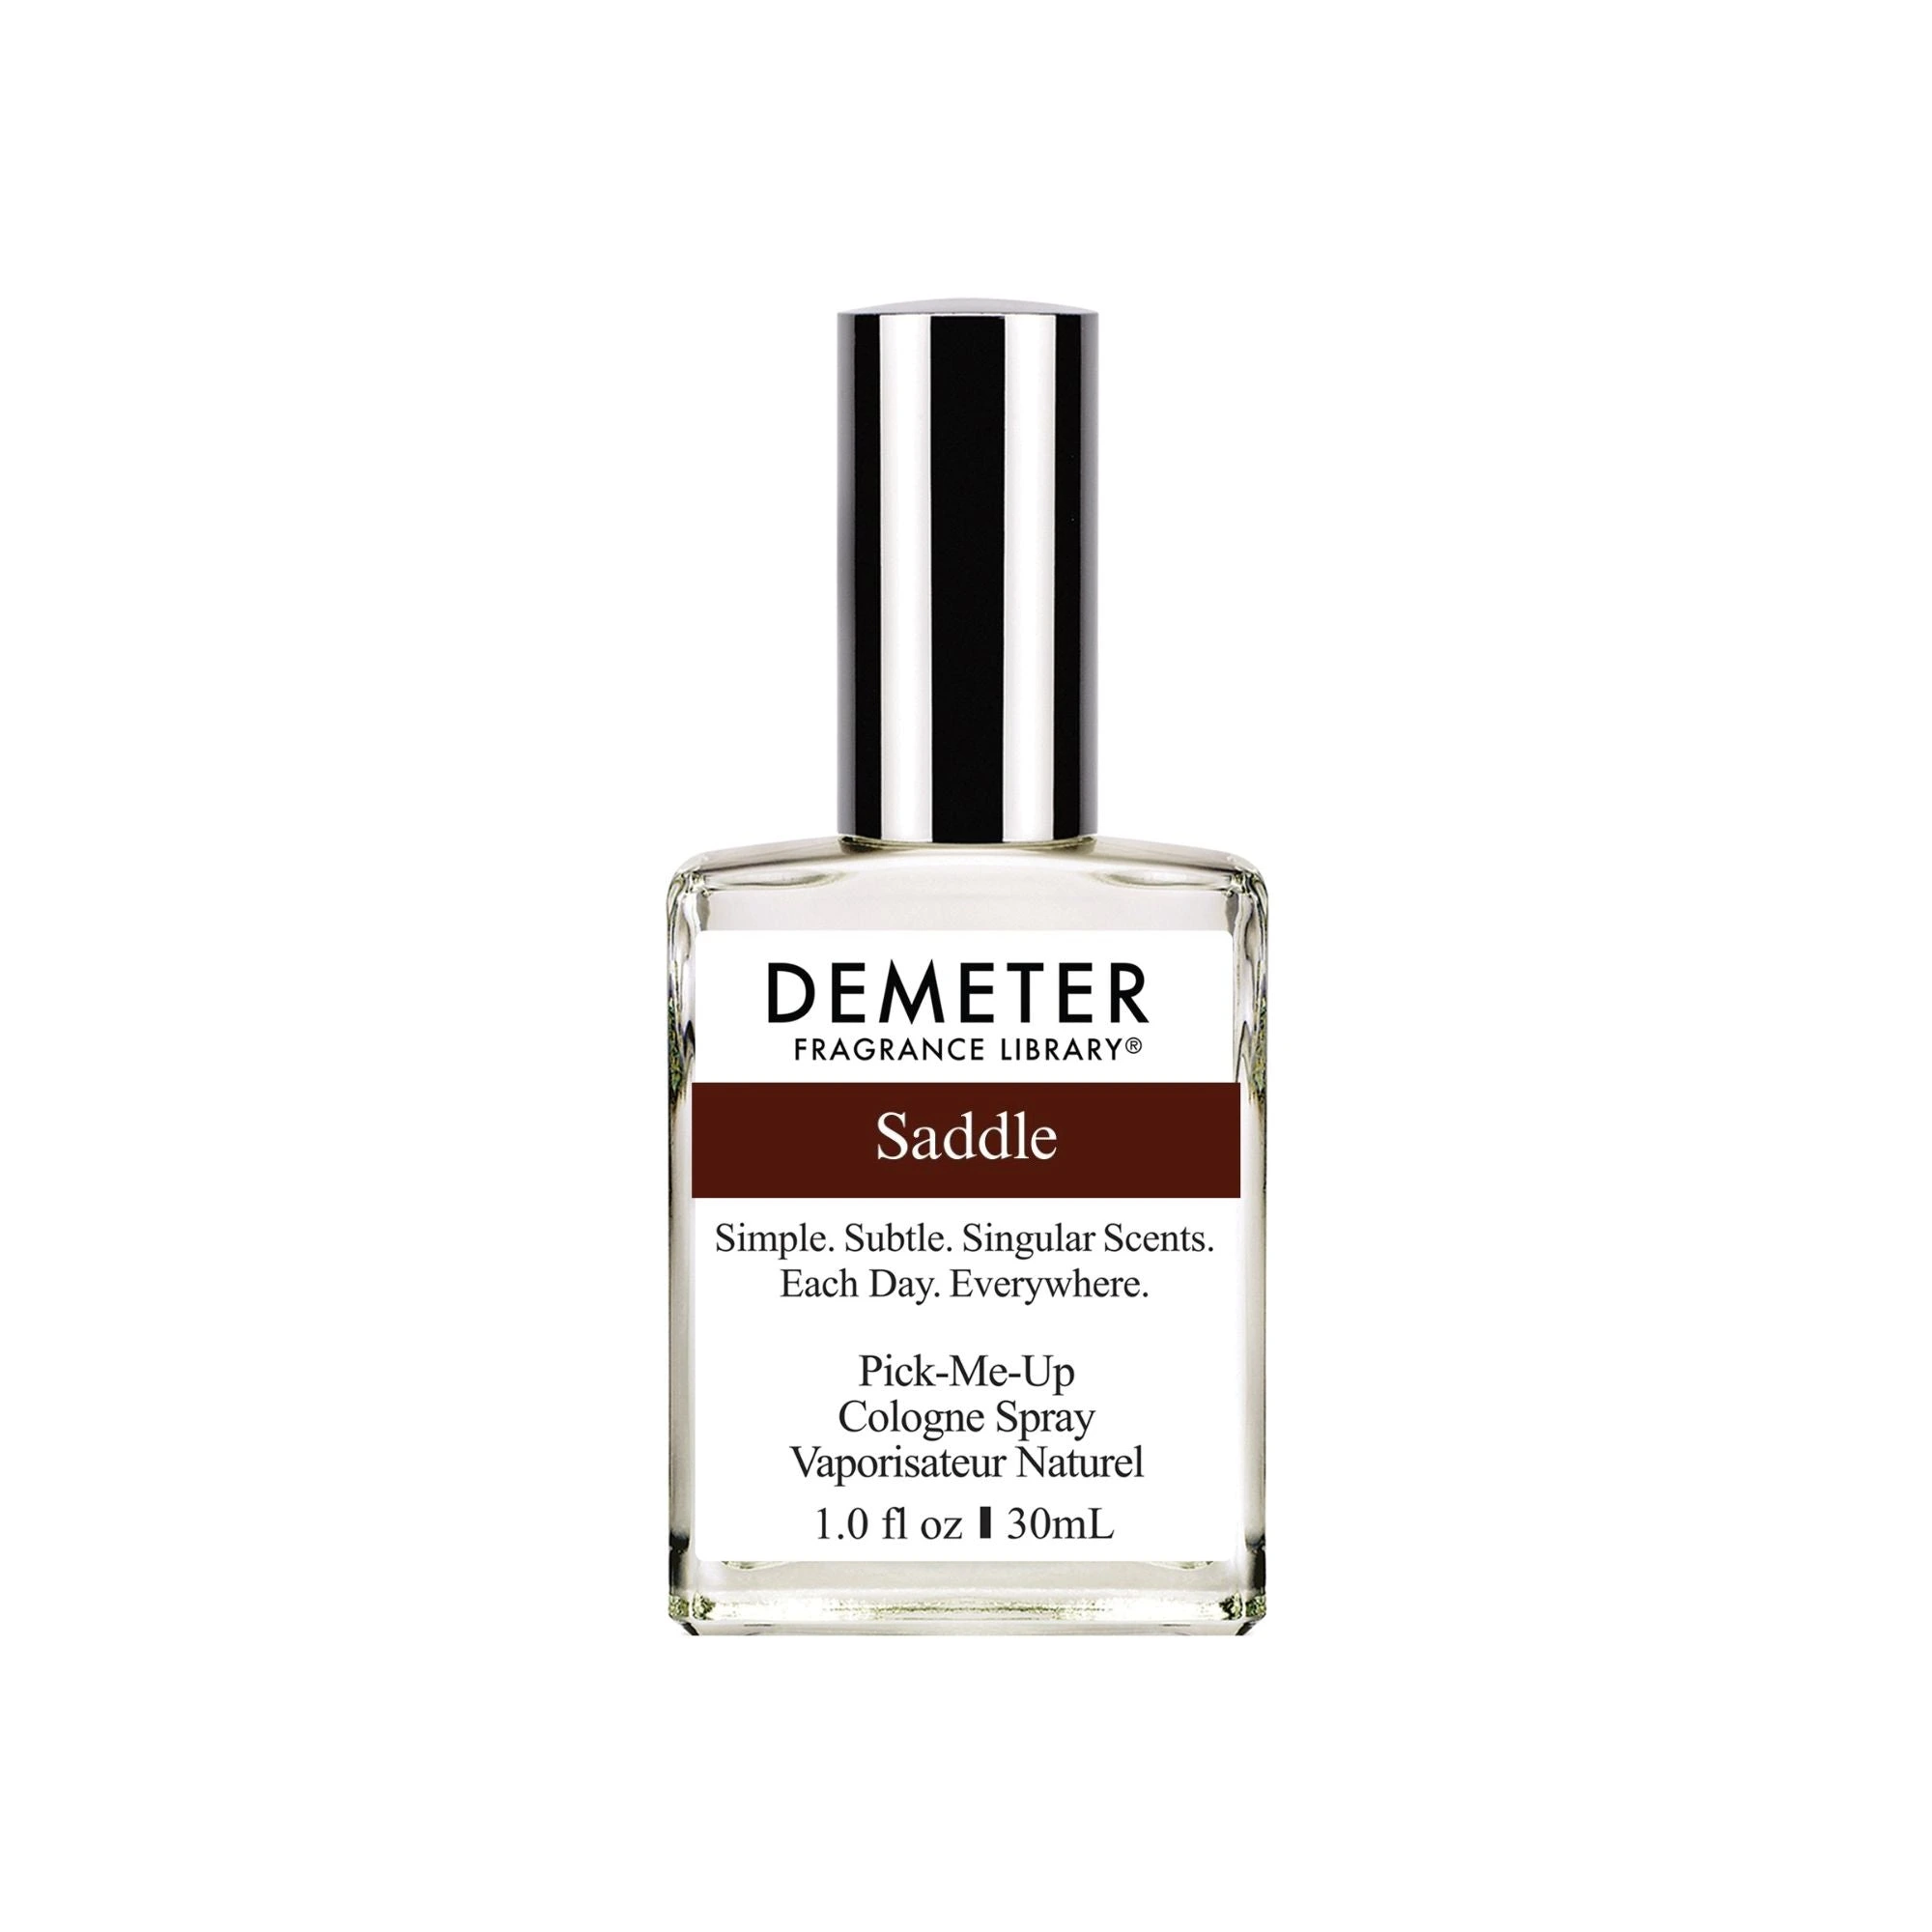 DEMETER
FRAGRANCE LIBRARY®
Saddle
Simple. Subtle. Singular Scents.
Each Day. Everywhere.
Pick-Me-Up
Cologne Spray
Vaporisateur Naturel
1.0 fl oz ▮ 30mL